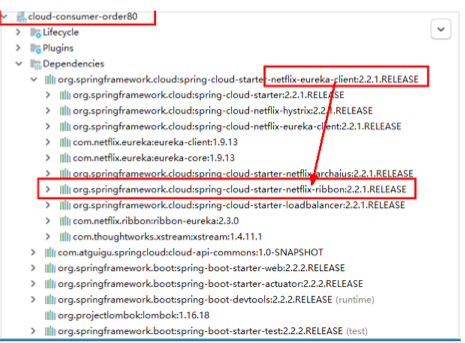 cloud-consumer-order80
Lifecycle
Plugins
Dependencies
org.springframework.cloud:spring-cloud-starter-netflix-eureka-client:2.2.1.RELEASE
org.springframework.cloud:spring-cloud-starter:2.2.1.RELEASE
org.springframework.cloud:spring-cloud-netflix-hystrix:2.2.1.RELEASE
org.springframework.cloud:spring-cloud-netflix-eureka-client:2.2.1.RELEASE
com.netflix.eureka:eureka-client:1.9.13
com.netflix.eureka:eureka-core:1.9.13
org.springframework.cloud:spring-cloud-starter-netflix-archaius:2.2.1.RELEASE
org.springframework.cloud:spring-cloud-starter-netflix-ribbon:2.2.1.RELEASE
org.springframework.cloud:spring-cloud-starter-loadbalancer:2.2.1.RELEASE
com.netflix.ribbon:ribbon-eureka:2.3.0
com.thoughtworks.xstream:xstream:1.4.11.1
com.atguigu.springcloud:cloud-api-commons:1.0-SNAPSHOT
org.springframework.boot:spring-boot-starter-web:2.2.2.RELEASE
org.springframework.boot:spring-boot-starter-actuator:2.2.2.RELEASE
org.springframework.boot:spring-boot-devtools:2.2.2.RELEASE (runtime)
org.projectlombok:lombok:1.16.18
org.springframework.boot:spring-boot-starter-test:2.2.2.RELEASE (test)